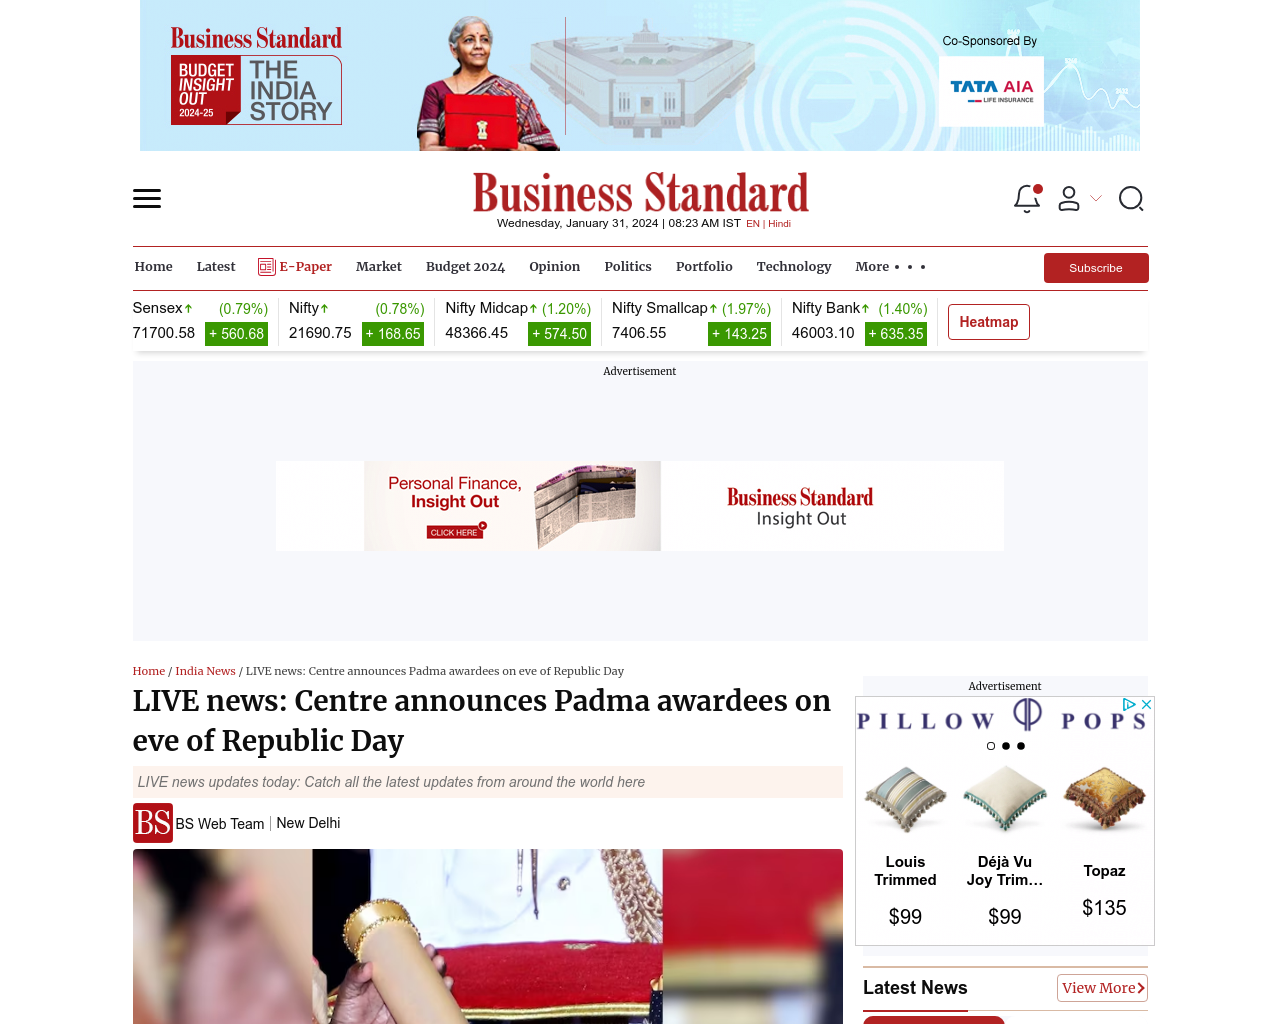 Business Standard
BUDGET
INSIGHT
OUT
2024-25
THE
INDIA
STORY
Co-Sponsored By
TATA AIA
LIFE INSURANCE
Business Standard
Wednesday, January 31, 2024 | 08:23 AM IST EN | Hindi
Home Latest E-Paper Market Budget 2024 Opinion Politics Portfolio Technology More Subscribe
Sensex (0.79%) Nifty (0.78%) Nifty Midcap (1.20%) Nifty Smallcap (1.97%) Nifty Bank (1.40%)
71700.58 + 560.68 21690.75 + 168.65 48366.45 + 574.50 7406.55 + 143.25 46003.10 + 635.35
Heatmap
Advertisement
Personal Finance,
Insight Out
CLICK HERE
Business Standard
Insight Out
Home / India News / LIVE news: Centre announces Padma awardees on eve of Republic Day
LIVE news: Centre announces Padma awardees on
eve of Republic Day
LIVE news updates today: Catch all the latest updates from around the world here
BS BS Web Team | New Delhi
Advertisement
PILLOW POPS
Louis
Trimmed
$99
Déjà Vu
Joy Trim...
$99
Topaz
$135
Latest News View More